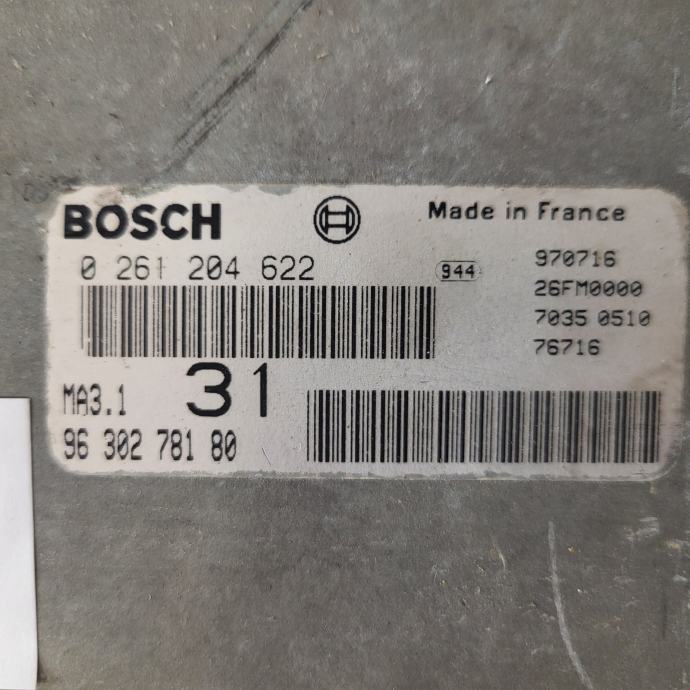 BOSCH
Made in France
0 261 204 622
944
970716
26FM0000
7035 0510
76716
MA3.1
31
96 302 781 80